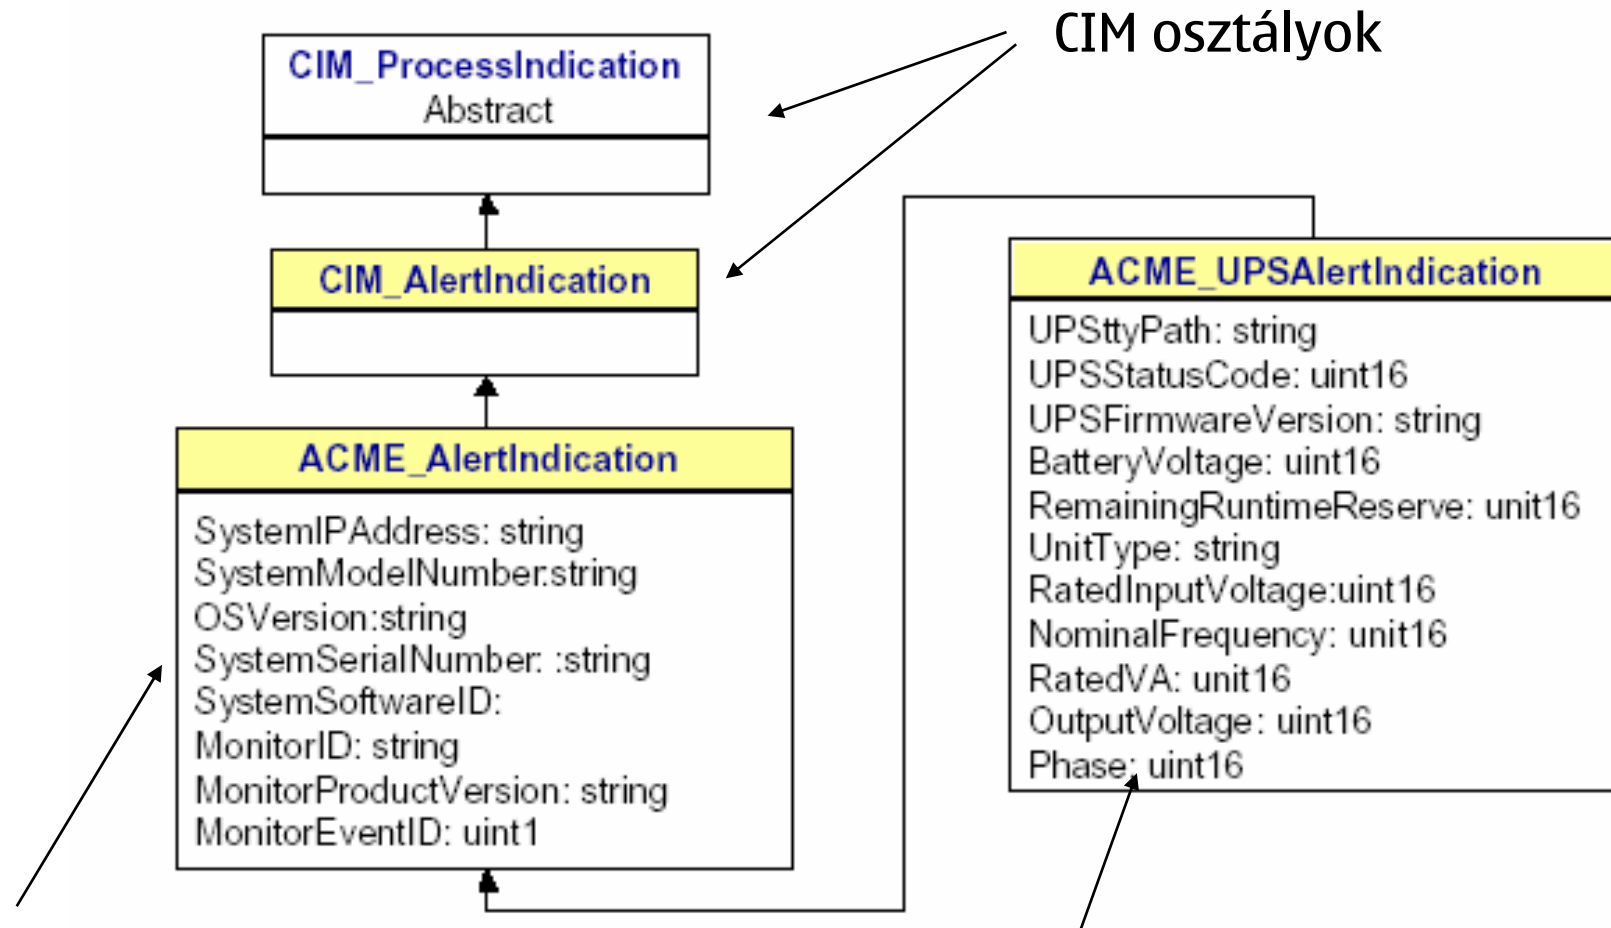 CIM osztályok
CIM_ProcessIndication
Abstract
CIM_AlertIndication
ACME_AlertIndication
SystemIPAddress: string
SystemModelNumber:string
OSVersion:string
SystemSerialNumber: :string
SystemSoftwareID:
MonitorID: string
MonitorProductVersion: string
MonitorEventID: uint1
ACME_UPSAlertIndication
UPSttyPath: string
UPSStatusCode: uint16
UPSFirmwareVersion: string
BatteryVoltage: uint16
RemainingRuntimeReserve: unit16
UnitType: string
RatedInputVoltage:uint16
NominalFrequency: unit16
RatedVA: unit16
OutputVoltage: uint16
Phase: uint16